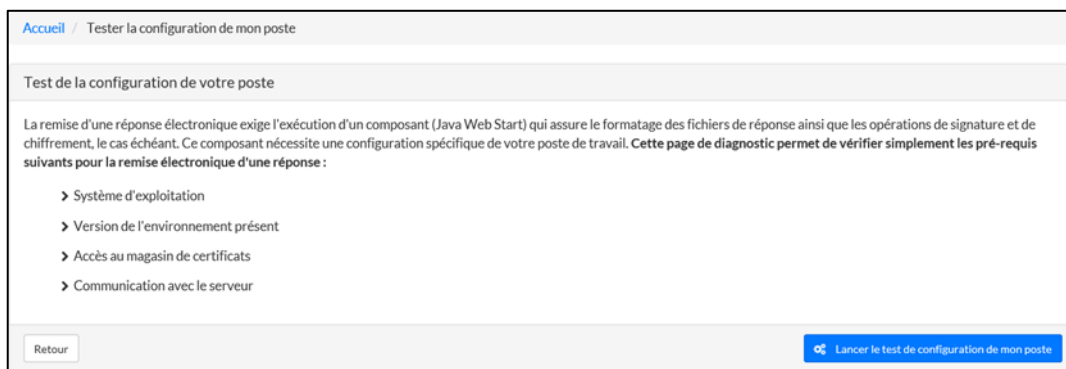 Accueil / Tester la configuration de mon poste
Test de la configuration de votre poste
La remise d'une réponse électronique exige l'exécution d'un composant (Java Web Start) qui assure le formatage des fichiers de réponse ainsi que les opérations de signature et de
chiffrement, le cas échéant. Ce composant nécessite une configuration spécifique de votre poste de travail. Cette page de diagnostic permet de vérifier simplement les pré-requis
suivants pour la remise électronique d'une réponse :
Système d'exploitation
Version de l'environnement présent
Accès au magasin de certificats
Communication avec le serveur
Retour
Lancer le test de configuration de mon poste